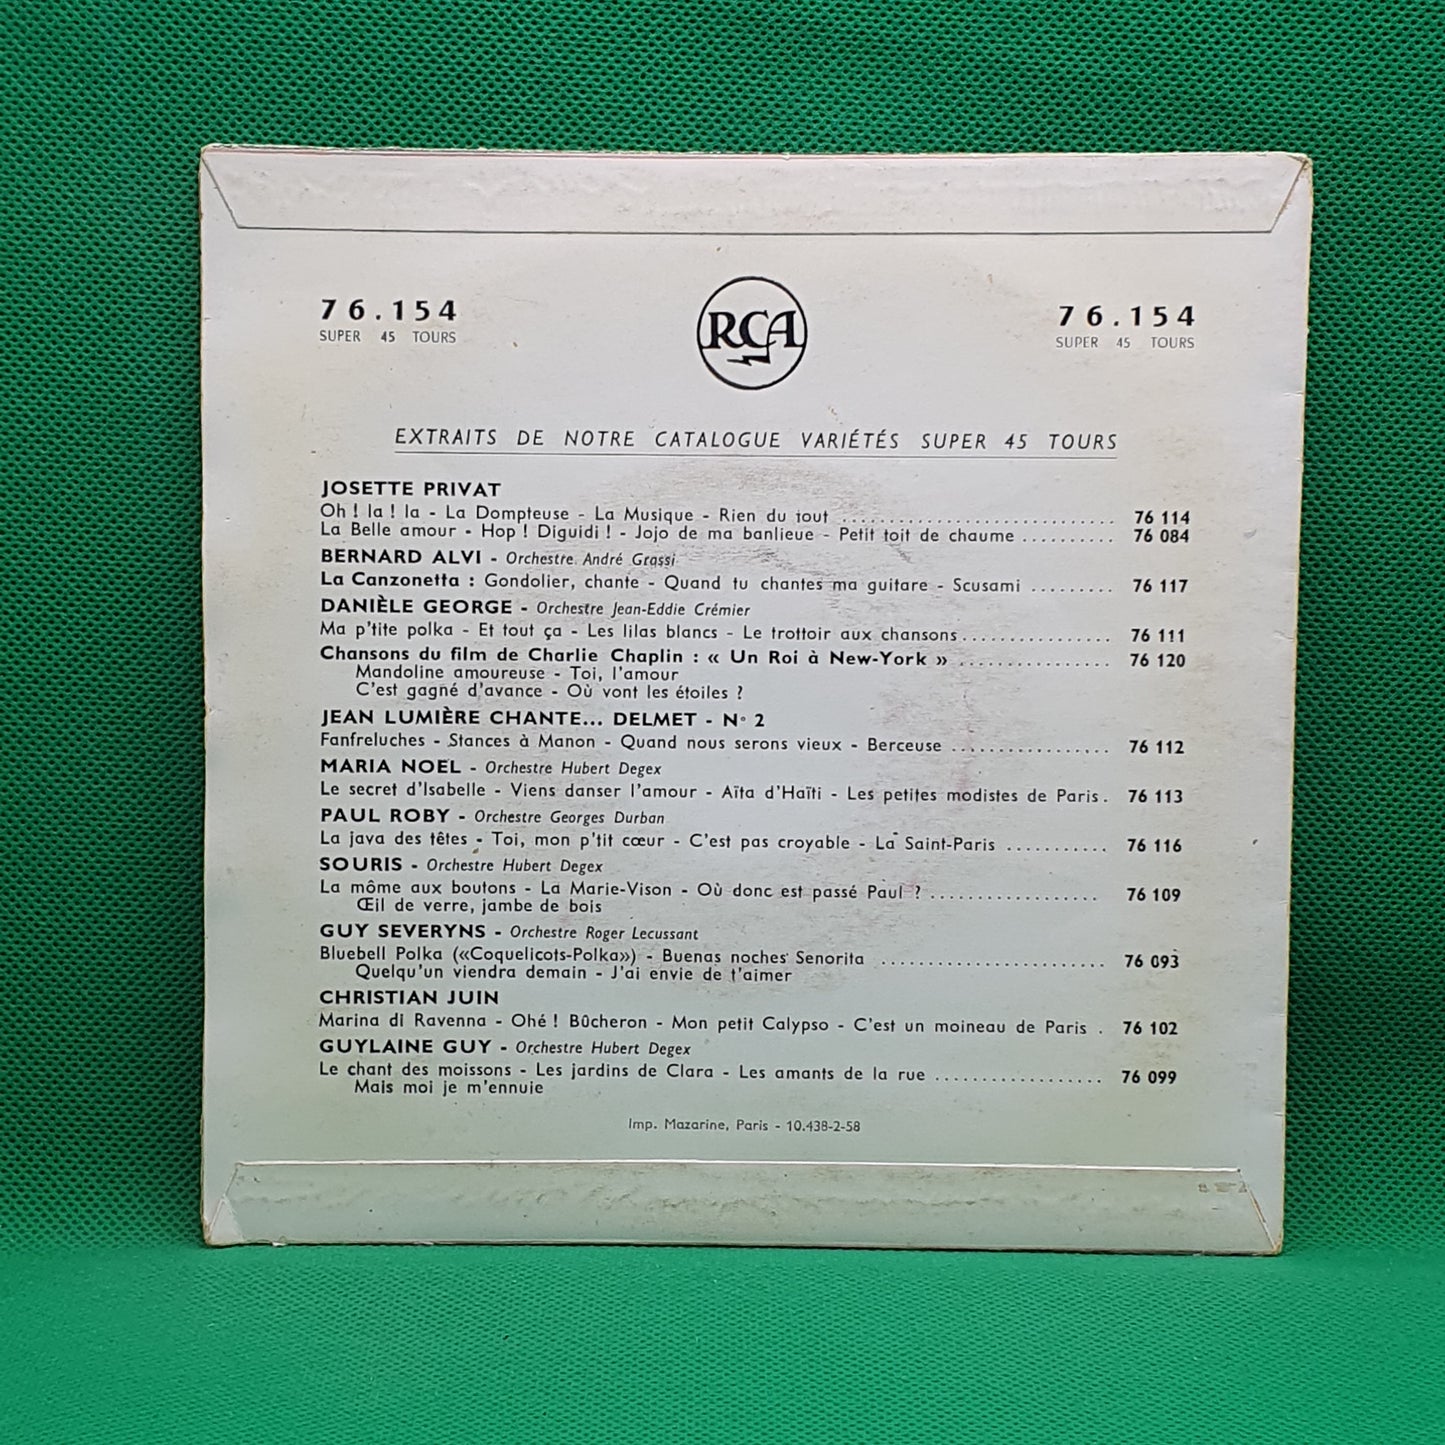 76.154
SUPER 45 TOURS
RCA
76.154
SUPER 45 TOURS
EXTRAITS DE NOTRE CATALOGUE VARIÉTÉS SUPER 45 TOURS
JOSETTE PRIVAT
Oh ! la ! la - La Dompteuse - La Musique - Rien du tout .............................. 76 114
La Belle amour - Hop ! Diguidi ! - Jojo de ma banlieue - Petit toit de chaume .......... 76 084
BERNARD ALVI - Orchestre André Grassi
La Canzonetta : Gondolier, chante - Quand tu chantes ma guitare - Scusami ......... 76 117
DANIÈLE GEORGE - Orchestre Jean-Eddie Crémier
Ma p'tite polka - Et tout ça - Les lilas blancs - Le trottoir aux chansons ................ 76 111
Chansons du film de Charlie Chaplin : « Un Roi à New-York » ................ 76 120
Mandoline amoureuse - Toi, l'amour
C'est gagné d'avance - Où vont les étoiles ?
JEAN LUMIÈRE CHANTE... DELMET - N° 2
Fanfreluches - Stances à Manon - Quand nous serons vieux - Berceuse ................. 76 112
MARIA NOEL - Orchestre Hubert Degex
Le secret d'Isabelle - Viens danser l'amour - Aïta d'Haïti - Les petites modistes de Paris . 76 113
PAUL ROBY - Orchestre Georges Durban
La java des têtes - Toi, mon p'tit cœur - C'est pas croyable - La Saint-Paris ........... 76 116
SOURIS - Orchestre Hubert Degex
La môme aux boutons - La Marie-Vison - Où donc est passé Paul ? .................. 76 109
Œil de verre, jambe de bois
GUY SEVERYNS - Orchestre Roger Lecussant
Bluebell Polka («Coquelicots-Polka») - Buenas noches Senorita ........................ 76 093
Quelqu'un viendra demain - J'ai envie de t'aimer
CHRISTIAN JUIN
Marina di Ravenna - Ohé ! Bûcheron - Mon petit Calypso - C'est un moineau de Paris . 76 102
GUYLAINE GUY - Orchestre Hubert Degex
Le chant des moissons - Les jardins de Clara - Les amants de la rue .................. 76 099
Mais moi je m'ennuie
Imp. Mazarine, Paris - 10.438-2-58